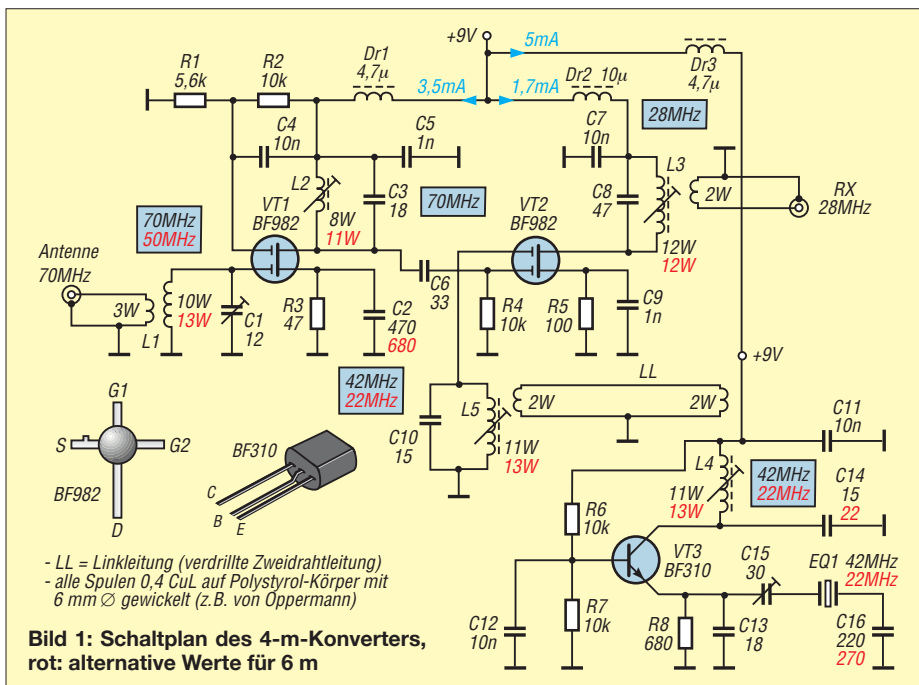 +9V
5mA
R1
5,6k
R2
10k
Dr1
4,7µ
3,5mA
1,7mA
Dr2 10µ
Dr3
4,7µ
C4
10n
C5
1n
C7
10n
28MHz
L2
8W
11W
C3
18
70MHz
C8
47
L3
12W
12W
2W
RX
28MHz
70MHz
50MHz
VT1
BF982
VT2
BF982
Antenne
70MHz
3W
L1
10W
13W
C1
12
R3
47
C2
470
680
C6
33
R4
10k
R5
100
C9
1n
+9V
42MHz
22MHz
LL
2W
2W
C10
15
L5
11W
13W
C11
10n
L4
11W
13W
42MHz
22MHz
C14
15
22
G1
S
G2
BF982
D
BF310
C
B
E
R6
10k
VT3
BF310
C15
30
EQ1
42MHz
22MHz
C12
10n
R7
10k
R8
680
C13
18
C16
220
270
- LL = Linkleitung (verdrillte Zweidrahtleitung)
- alle Spulen 0,4 CuL auf Polystyrol-Körper mit
6 mm ∅ gewickelt (z.B. von Oppermann)
Bild 1: Schaltplan des 4-m-Konverters,
rot: alternative Werte für 6 m